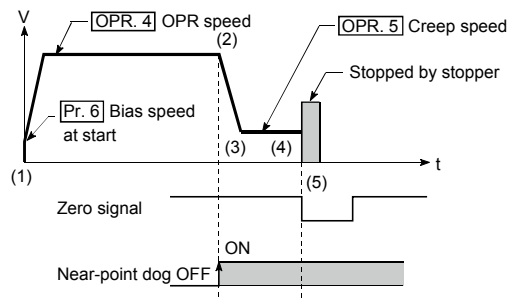 V
OPR. 4 OPR speed
(2)
OPR. 5 Creep speed
Stopped by stopper
Pr. 6 Bias speed
at start
(3)
(4)
t
(1)
(5)
Zero signal
ON
Near-point dog OFF